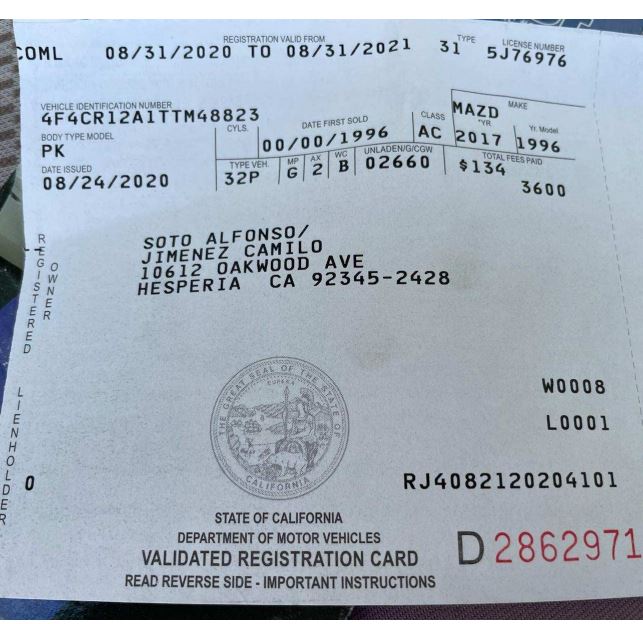 COML 08/31/2020 REGISTRATION VALID FROM TO 08/31/2021 31 TYPE 5J76976 LICENSE NUMBER
VEHICLE IDENTIFICATION NUMBER
4F4CR12A1TTM48823
BODY TYPE MODEL CYLS. DATE FIRST SOLD CLASS MAZD MAKE
PK 00/00/1996 AC *YR 2017 Yr. Model 1996
DATE ISSUED TYPE VEH. MP AX WC UNLADEN/G/CGW TOTAL FEES PAID
08/24/2020 32P G 2 B 02660 $134
3600
REGISTERED OWNER
SOTO ALFONSO/
JIMENEZ CAMILO
10612 OAKWOOD AVE
HESPERIA CA 92345-2428
LIENHOLDER
0
W0008
L0001
RJ4082120204101
THE GREAT SEAL OF THE STATE OF CALIFORNIA
EUREKA
STATE OF CALIFORNIA
DEPARTMENT OF MOTOR VEHICLES
VALIDATED REGISTRATION CARD
READ REVERSE SIDE - IMPORTANT INSTRUCTIONS
D2862971